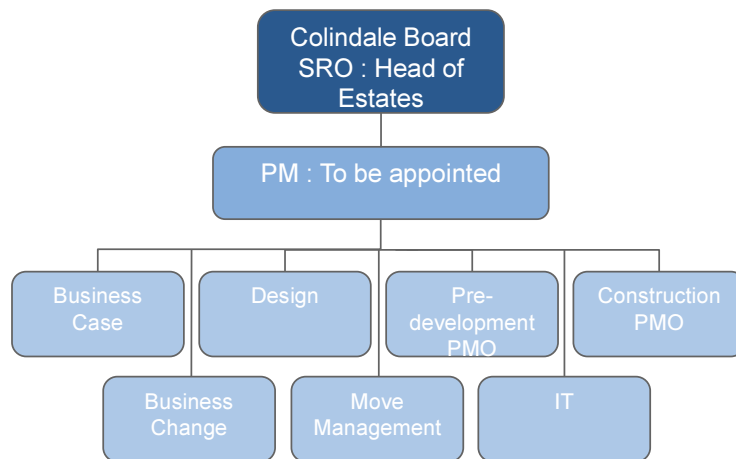 Colindale Board
SRO : Head of
Estates
PM : To be appointed
Business
Case
Design
Pre-
development
PMO
Construction
PMO
Business
Change
Move
Management
IT